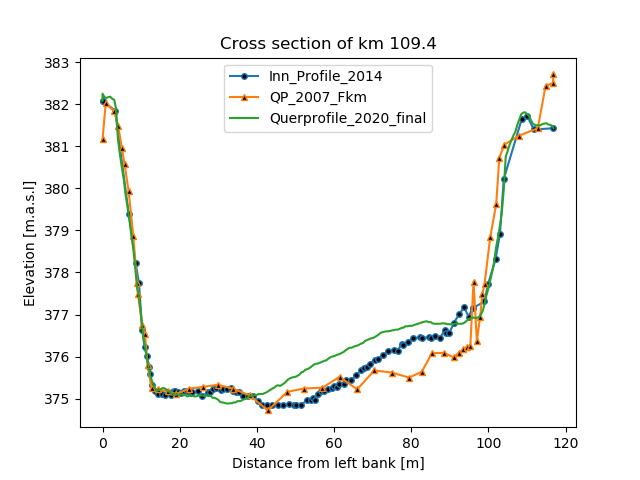 Cross section of km 109.4
Inn_Profile_2014
QP_2007_Fkm
Querprofile_2020_final
Elevation [m.a.s.l]
383
382
381
380
379
378
377
376
375
0 20 40 60 80 100 120
Distance from left bank [m]